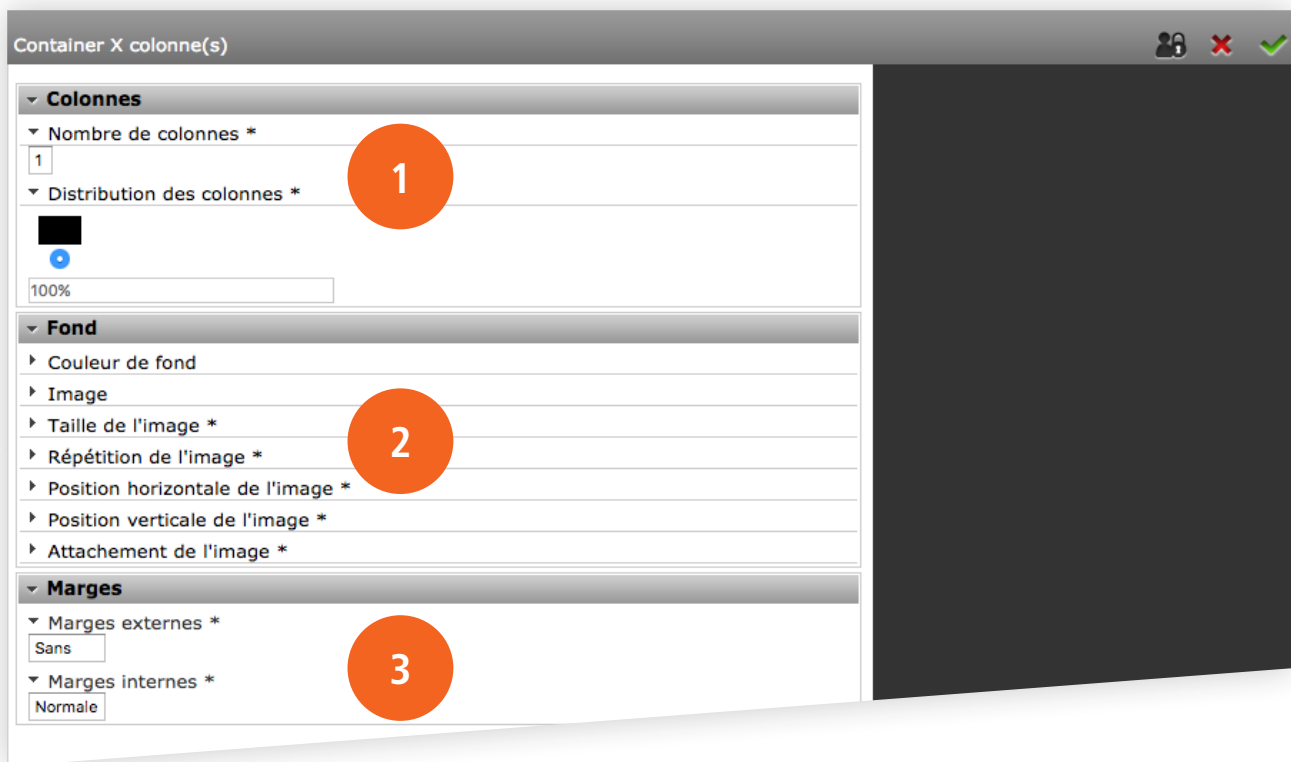 Container X colonne(s)
Colonnes
Nombre de colonnes *
1
1
Distribution des colonnes *
100%
Fond
Couleur de fond
Image
Taille de l'image *
2
Répétition de l'image *
Position horizontale de l'image *
Position verticale de l'image *
Attachement de l'image *
Marges
Marges externes *
Sans
3
Marges internes *
Normale